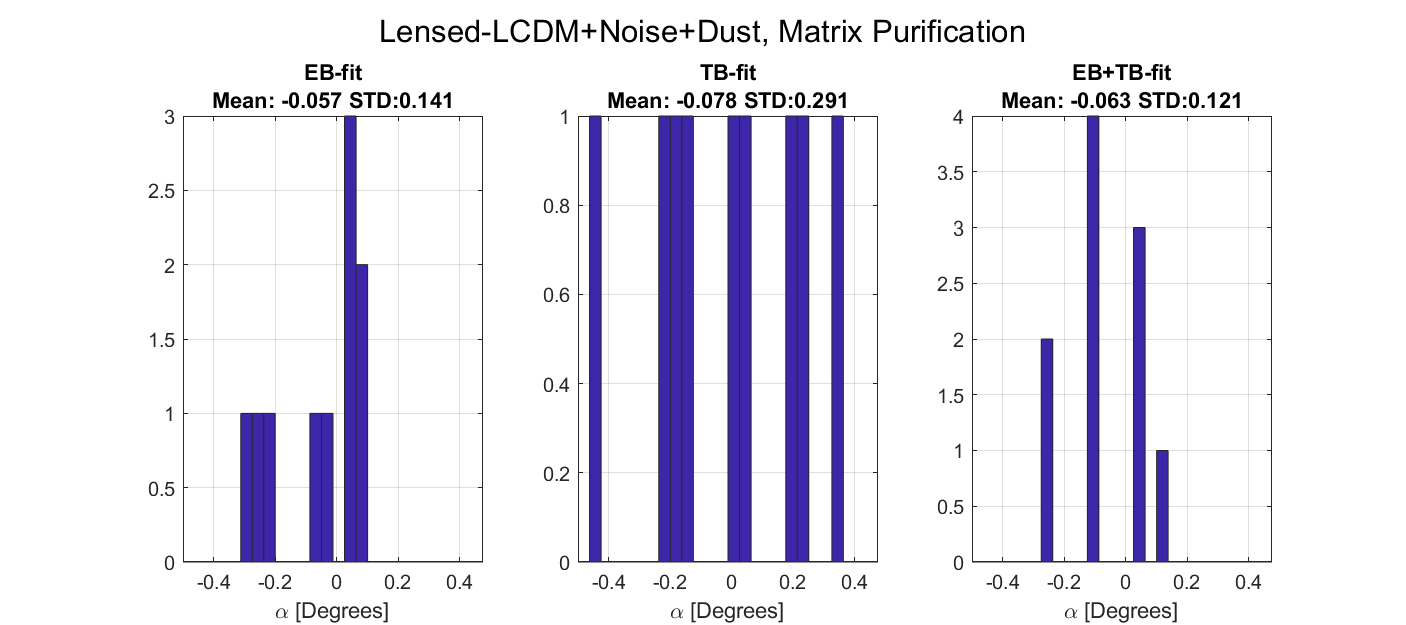 Lensed-LCDM+Noise+Dust, Matrix Purification
EB-fit
Mean: -0.057 STD:0.141
3
2.5
2
1.5
1
0.5
0
-0.4 -0.2 0 0.2 0.4
α [Degrees]
TB-fit
Mean: -0.078 STD:0.291
1
0.8
0.6
0.4
0.2
0
-0.4 -0.2 0 0.2 0.4
α [Degrees]
EB+TB-fit
Mean: -0.063 STD:0.121
4
3.5
3
2.5
2
1.5
1
0.5
0
-0.4 -0.2 0 0.2 0.4
α [Degrees]